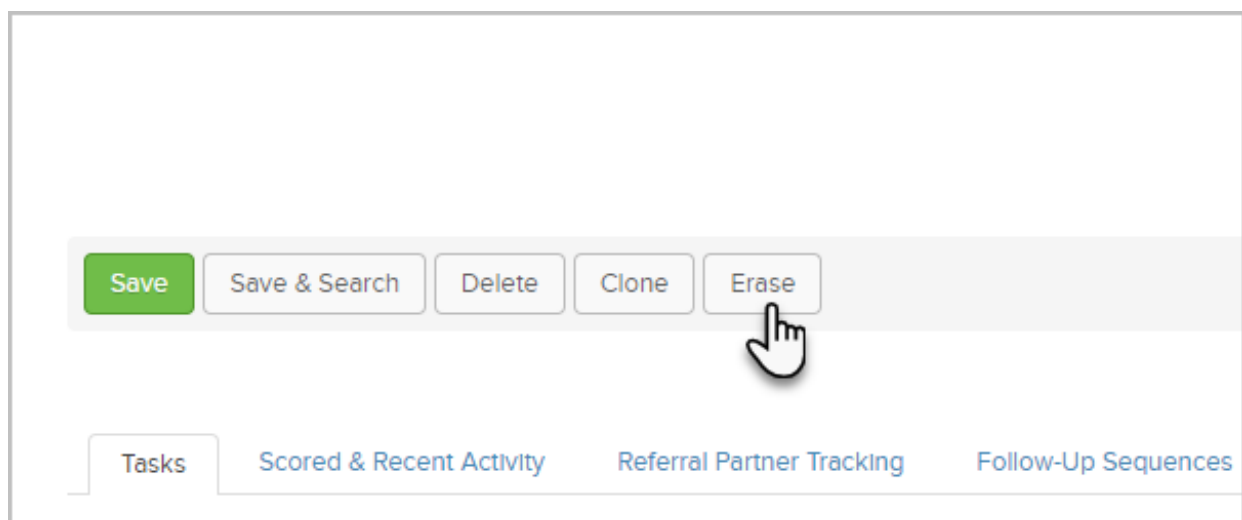 Save Save & Search Delete Clone Erase
Tasks Scored & Recent Activity Referral Partner Tracking Follow-Up Sequences